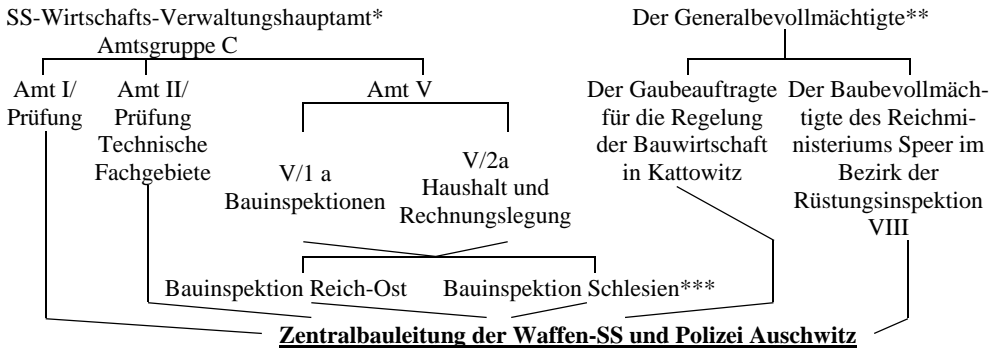 SS-Wirtschafts-Verwaltungshauptamt*
Amtsgruppe C
Der Generalbevollmächtigte**
Amt I/
Prüfung
Amt II/
Prüfung
Technische
Fachgebiete
Amt V
V/1 a
Bauinspektionen
V/2a
Haushalt und
Rechnungslegung
Der Gaubeauftragte
für die Regelung
der Bauwirtschaft
in Kattowitz
Der Baubevollmäch-
tigte des Reichmi-
nisteriums Speer im
Bezirk der
Rüstungsinspektion
VIII
Bauinspektion Reich-Ost
Bauinspektion Schlesien***
Zentralbauleitung der Waffen-SS und Polizei Auschwitz